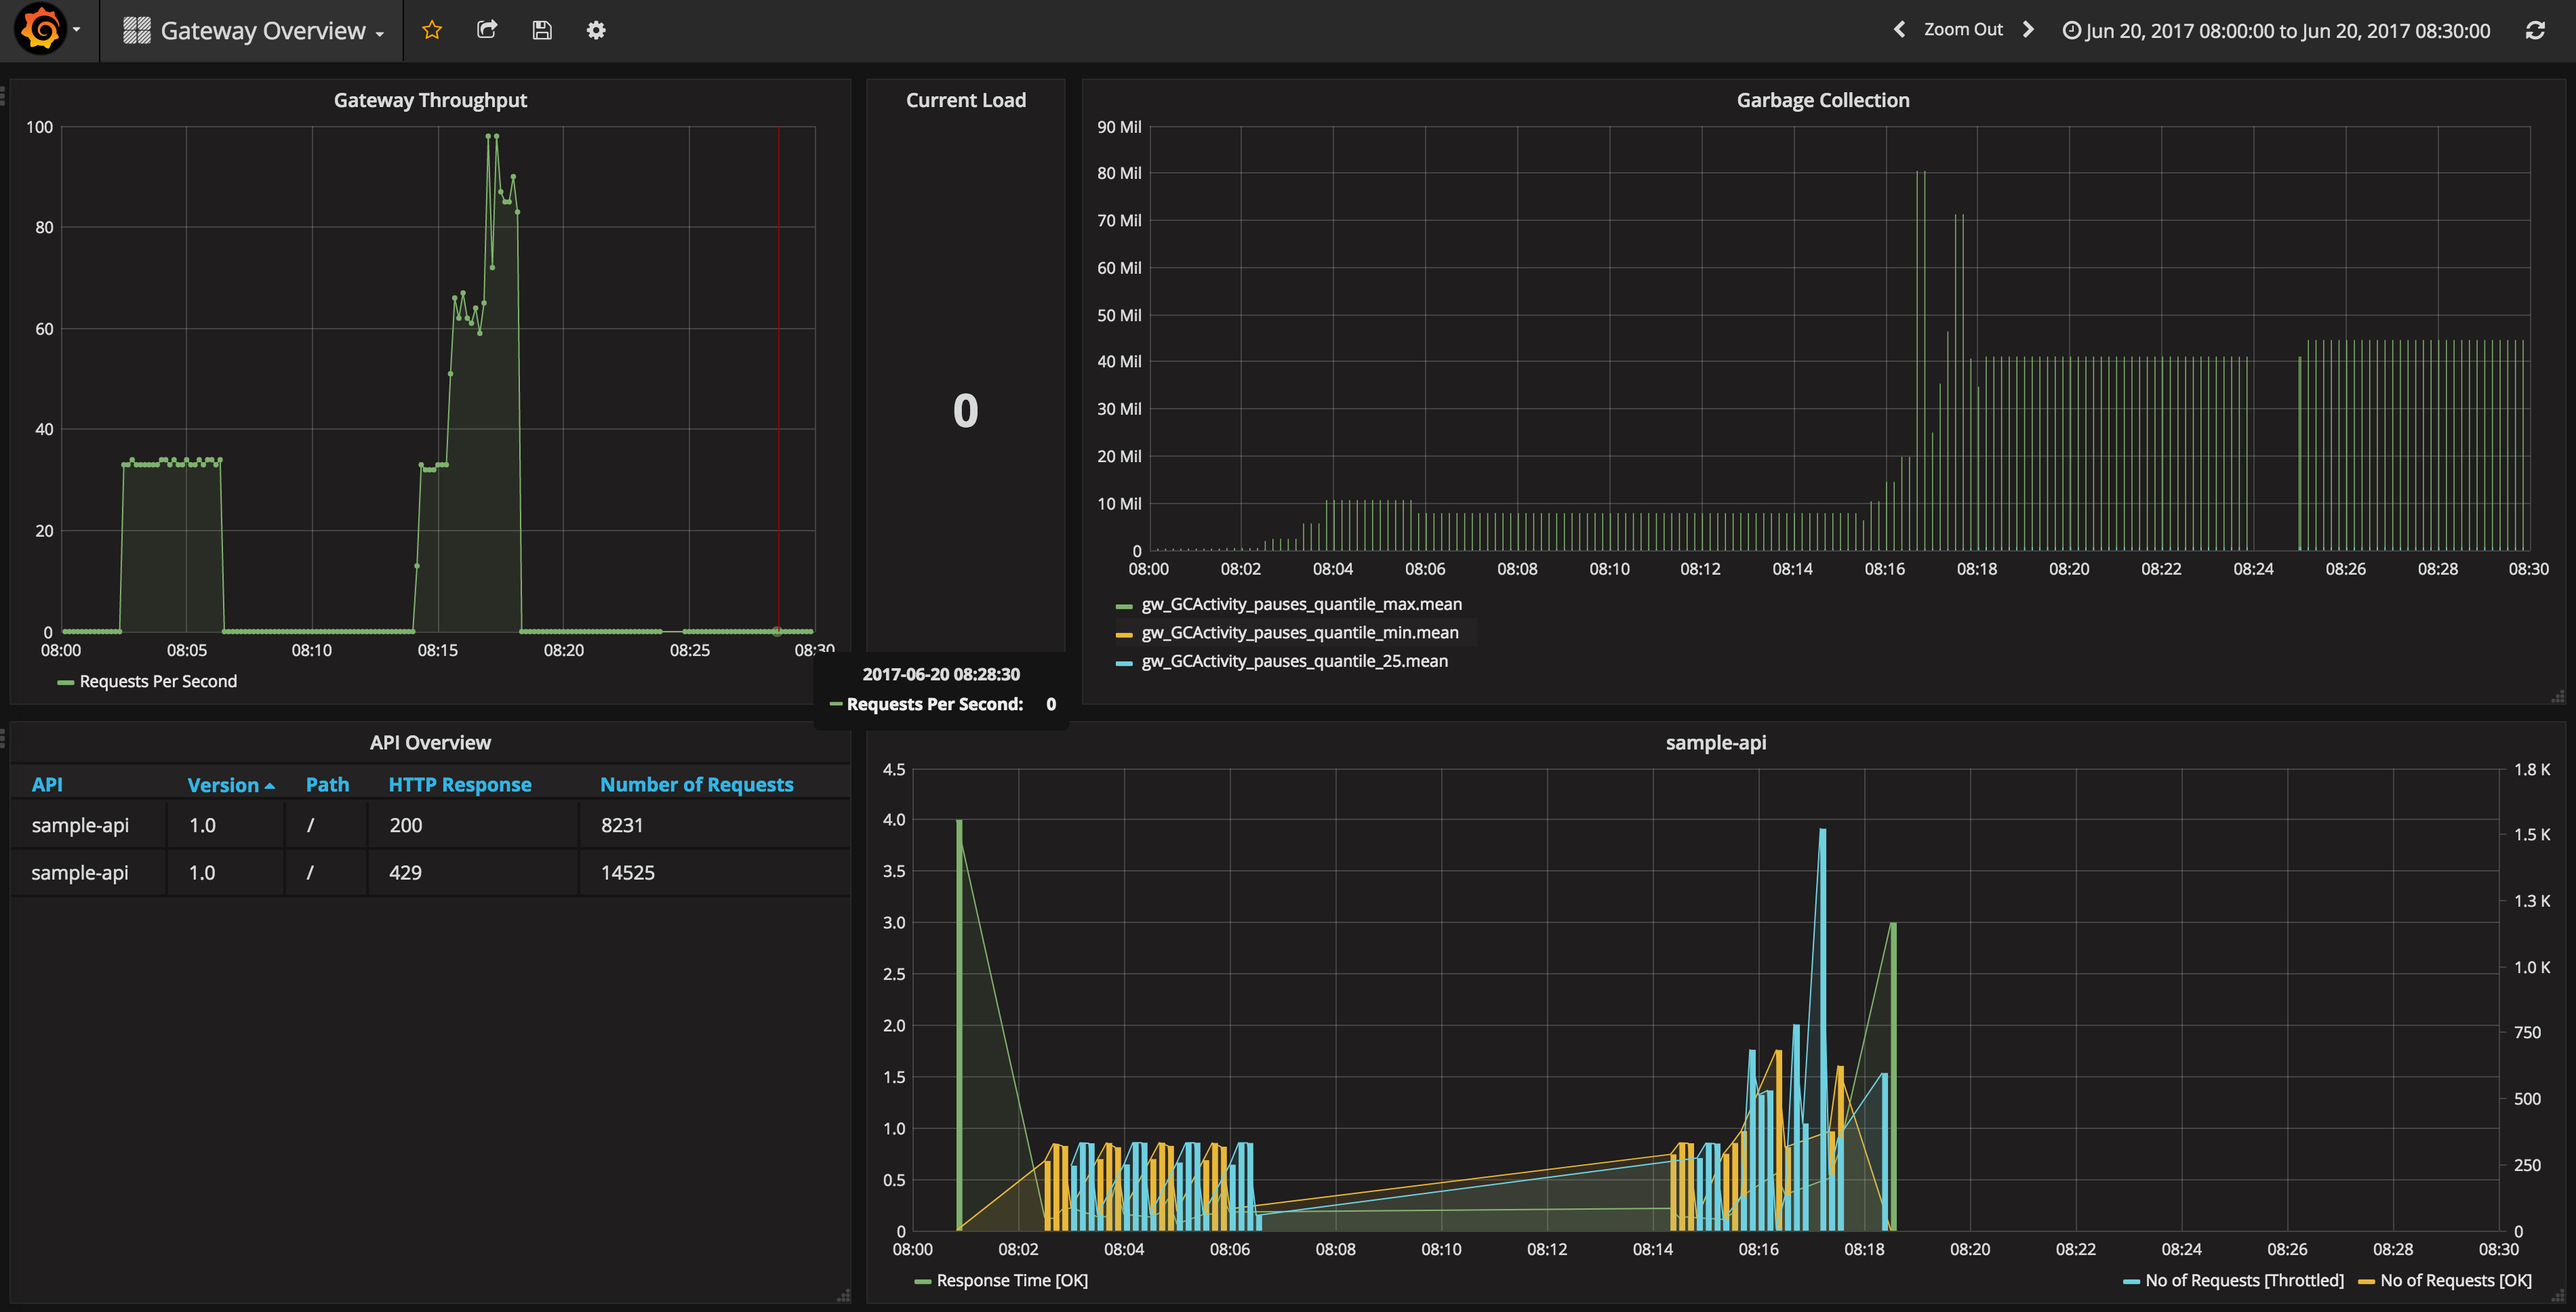 Gateway Overview
Zoom Out
Jun 20, 2017 08:00:00 to Jun 20, 2017 08:30:00
Gateway Throughput
100
80
60
40
20
0
08:00 08:05 08:10 08:15 08:20 08:25 08:30
Requests Per Second
Current Load
0
2017-06-20 08:28:30
Requests Per Second: 0
Garbage Collection
90 Mil
80 Mil
70 Mil
60 Mil
50 Mil
40 Mil
30 Mil
20 Mil
10 Mil
0
08:00 08:02 08:04 08:06 08:08 08:10 08:12 08:14 08:16 08:18 08:20 08:22 08:24 08:26 08:28 08:30
gw_GCActivity_pauses_quantile_max.mean
gw_GCActivity_pauses_quantile_min.mean
gw_GCActivity_pauses_quantile_25.mean
API Overview
API Version Path HTTP Response Number of Requests
sample-api 1.0 / 200 8231
sample-api 1.0 / 429 14525
sample-api
4.5 1.8 K
4.0
1.5 K
3.5
1.3 K
3.0
1.0 K
2.5
2.0
750
1.5
500
1.0
250
0.5
0 0
08:00 08:02 08:04 08:06 08:08 08:10 08:12 08:14 08:16 08:18 08:20 08:22 08:24 08:26 08:28 08:30
Response Time [OK] No of Requests [Throttled] No of Requests [OK]